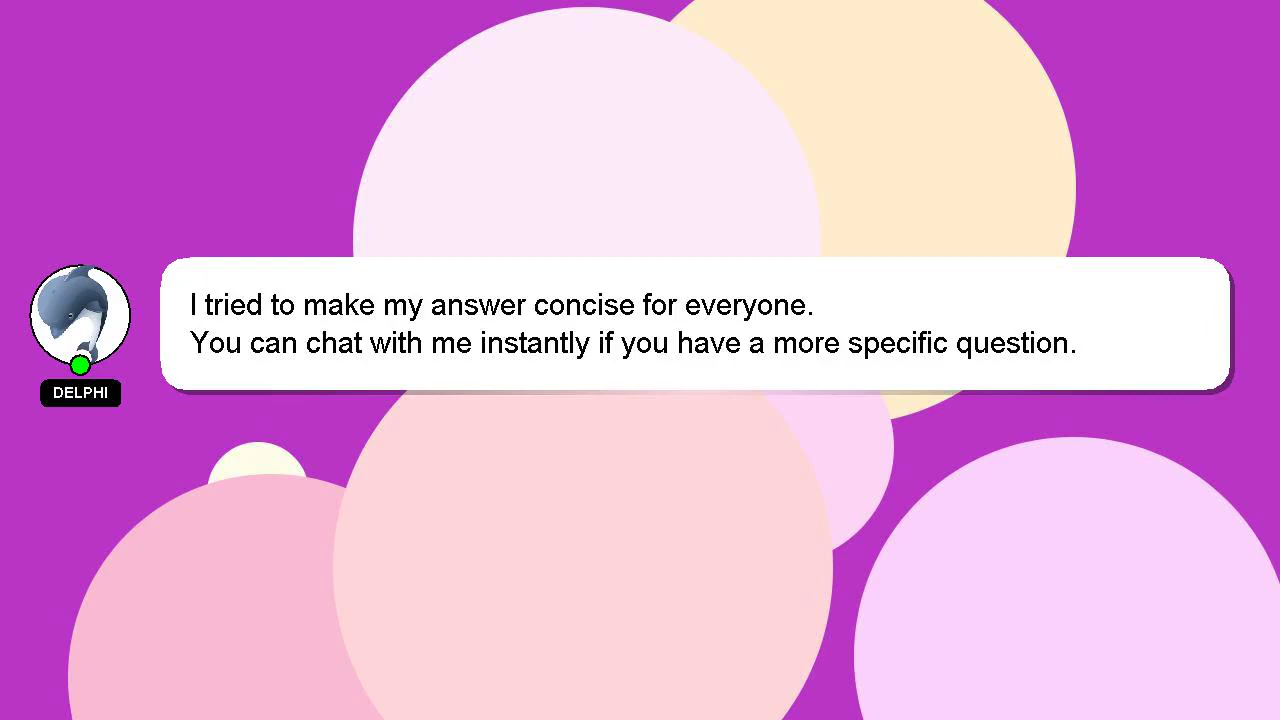 I tried to make my answer concise for everyone.
You can chat with me instantly if you have a more specific question.
DELPHI